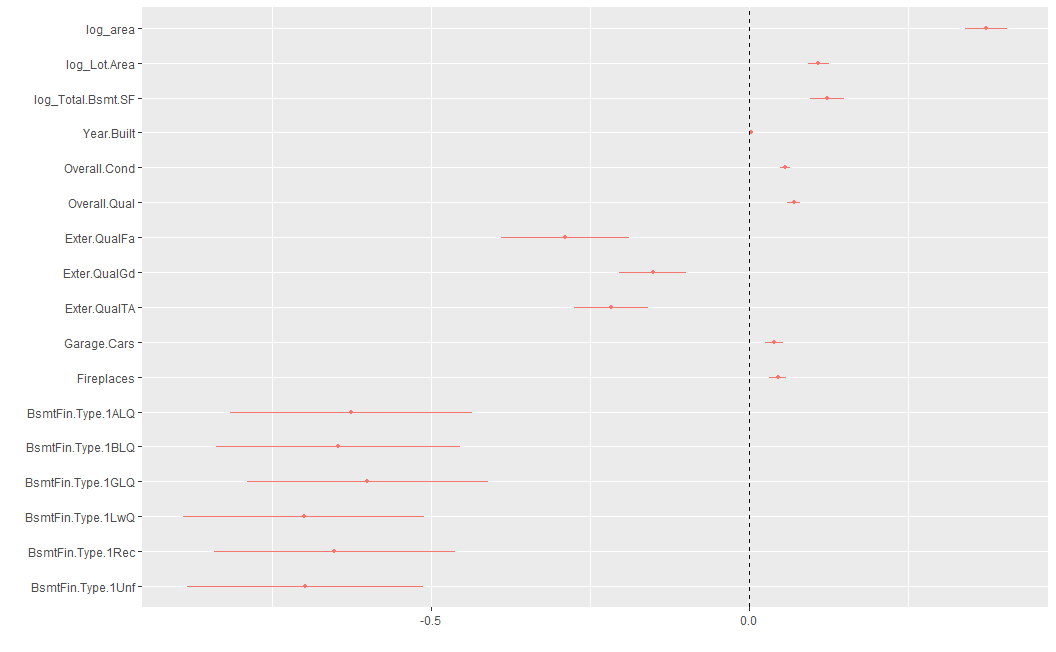 log_area
log_Lot.Area
log_Total.Bsmt.SF
Year.Built
Overall.Cond
Overall.Qual
Exter.QualFa
Exter.QualGd
Exter.QualTA
Garage.Cars
Fireplaces
BsmtFin.Type.1ALQ
BsmtFin.Type.1BLQ
BsmtFin.Type.1GLQ
BsmtFin.Type.1LwQ
BsmtFin.Type.1Rec
BsmtFin.Type.1Unf
-0.5 0.0